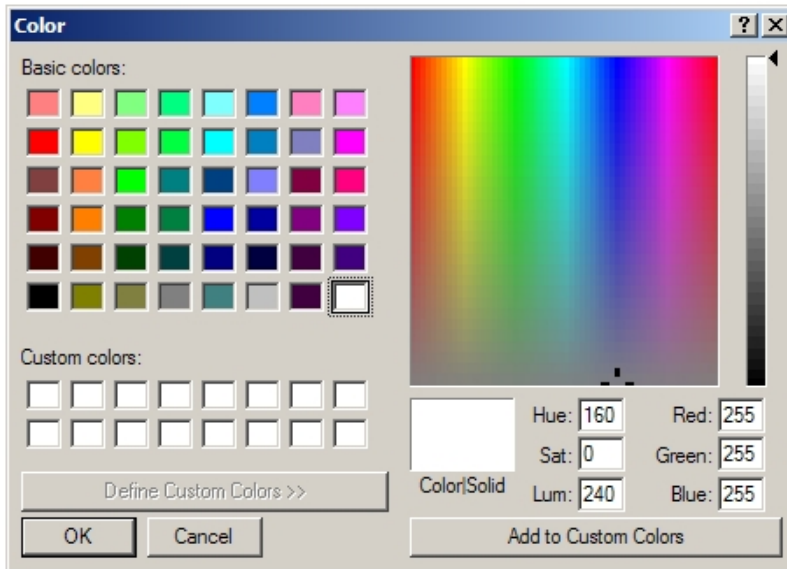 Color
Basic colors:
Custom colors:
Define Custom Colors >>
OK Cancel
Color|Solid
Hue: 160 Red: 255
Sat: 0 Green: 255
Lum: 240 Blue: 255
Add to Custom Colors